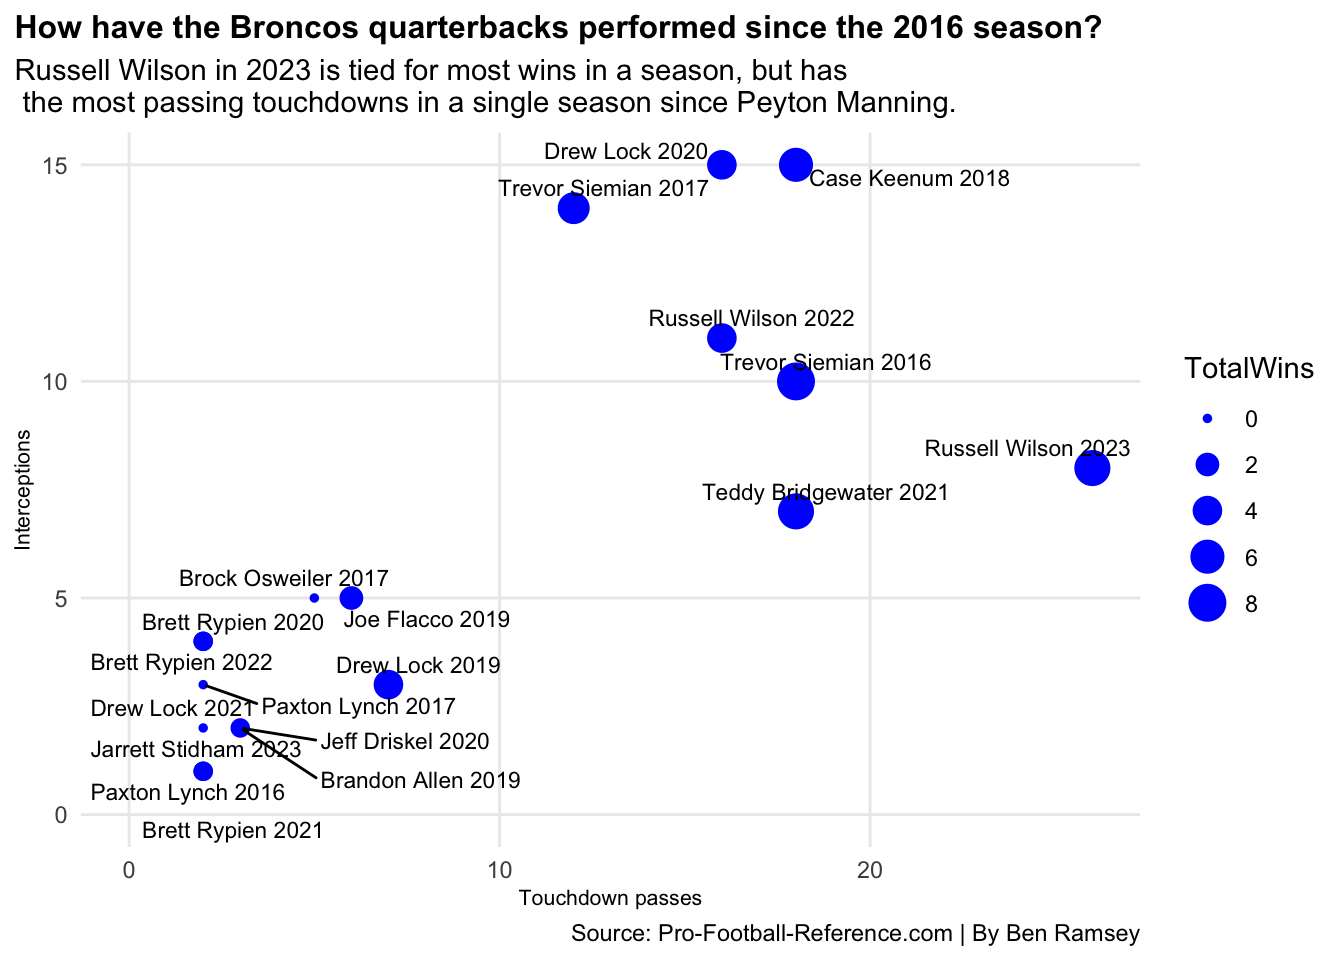 How have the Broncos quarterbacks performed since the 2016 season?
Russell Wilson in 2023 is tied for most wins in a season, but has
the most passing touchdowns in a single season since Peyton Manning.
15
Drew Lock 2020
Case Keenum 2018
Trevor Siemian 2017
Russell Wilson 2022
Trevor Siemian 2016
10
Russell Wilson 2023
Teddy Bridgewater 2021
Interceptions
Brock Osweiler 2017
5
Joe Flacco 2019
Brett Rypien 2020
Brett Rypien 2022
Drew Lock 2019
Drew Lock 2021
Paxton Lynch 2017
Jeff Driskel 2020
Jarrett Stidham 2023
Brandon Allen 2019
Paxton Lynch 2016
0
Brett Rypien 2021
0
10
20
Touchdown passes
TotalWins
0
2
4
6
8
Source: Pro-Football-Reference.com | By Ben Ramsey